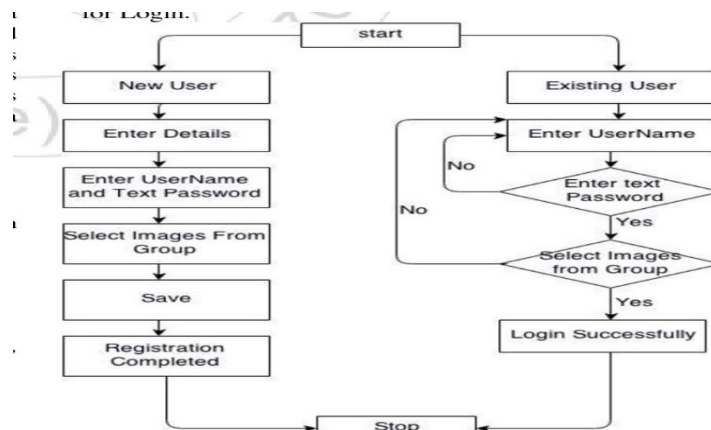 for Login.
start
New User
Enter Details
Enter UserName
and Text Password
Select Images From
Group
Save
Registration
Completed
Existing User
Enter UserName
No
Enter text
Password
No
Yes
Select Images
from Group
Yes
Login Successfully
Stop